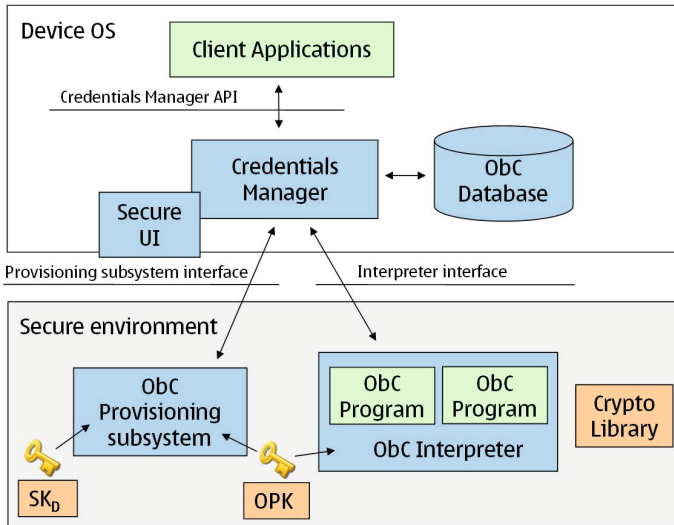 Device OS
Client Applications
Credentials Manager API
Credentials
Manager
ObC
Database
Secure
UI
Provisioning subsystem interface
Interpreter interface
Secure environment
ObC
Provisioning
subsystem
ObC
Program
ObC
Program
ObC Interpreter
Crypto
Library
SK_D
OPK